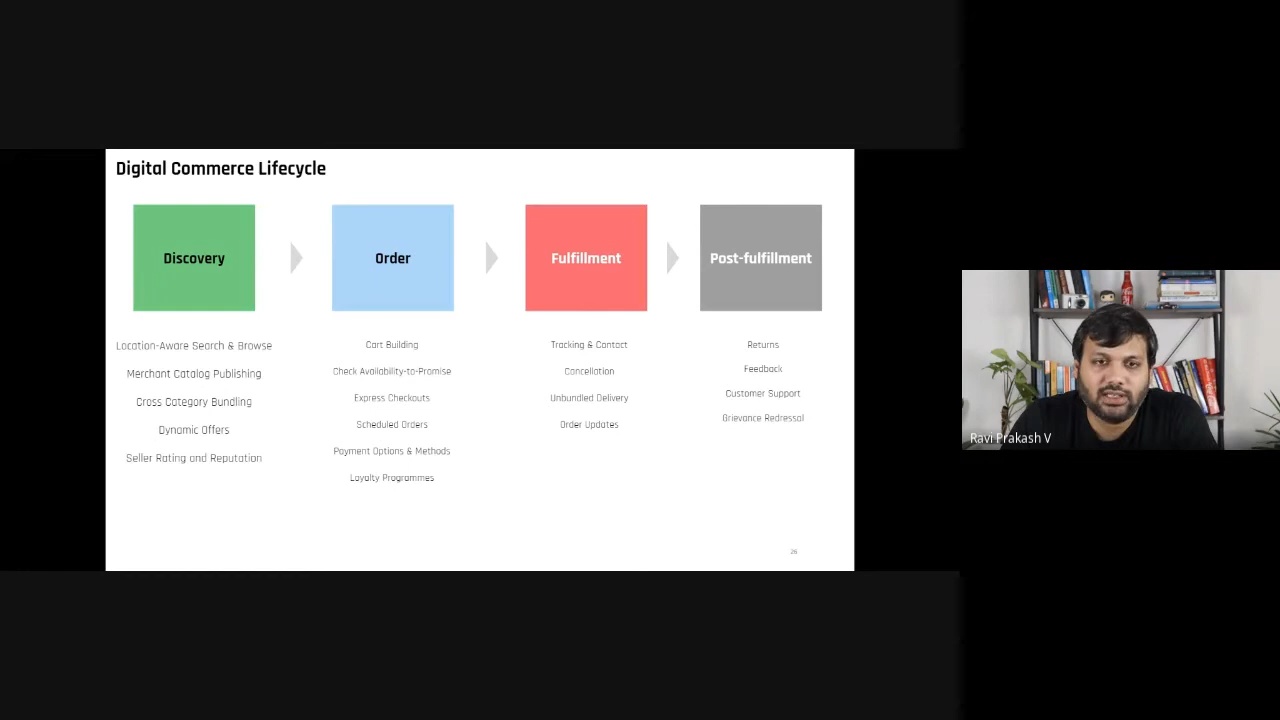 Digital Commerce Lifecycle
Discovery
Order
Fulfillment
Post-fulfillment
Location-Aware Search & Browse
Merchant Catalog Publishing
Cross Category Bundling
Dynamic Offers
Seller Rating and Reputation
Cart Building
Check Availability-to-Promise
Express Checkouts
Scheduled Orders
Payment Options & Methods
Loyalty Programmes
Tracking & Contact
Cancellation
Unbundled Delivery
Order Updates
Returns
Feedback
Customer Support
Grievance Redressal
26
Ravi Prakash V